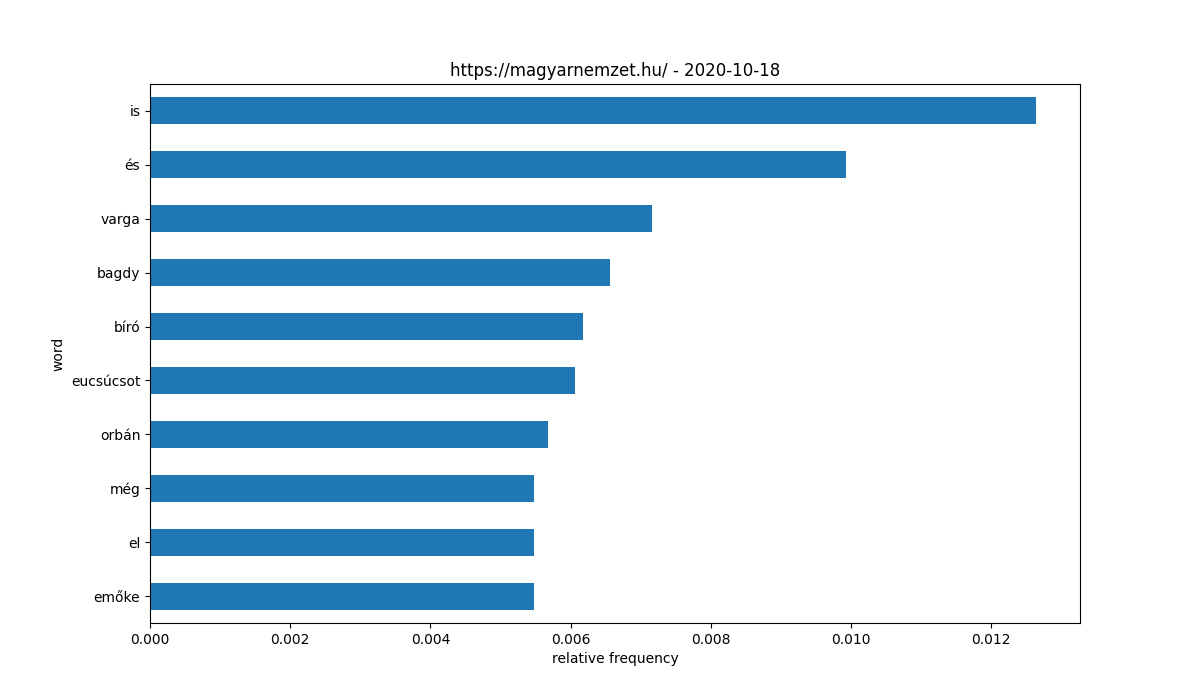 https://magyarnemzet.hu/ - 2020-10-18
is
és
varga
bagdy
bíró
eucsúcsot
orbán
még
el
emőke
word
0.000 0.002 0.004 0.006 0.008 0.010 0.012
relative frequency